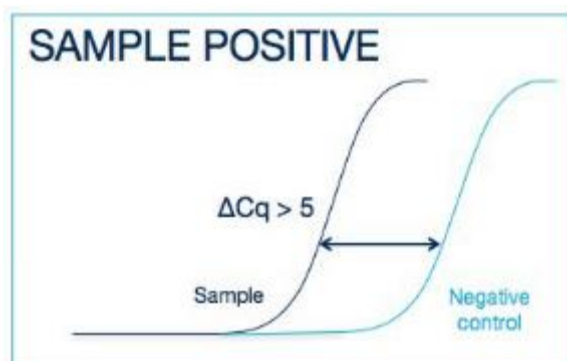 SAMPLE POSITIVE
ΔCq > 5
Sample
Negative
control